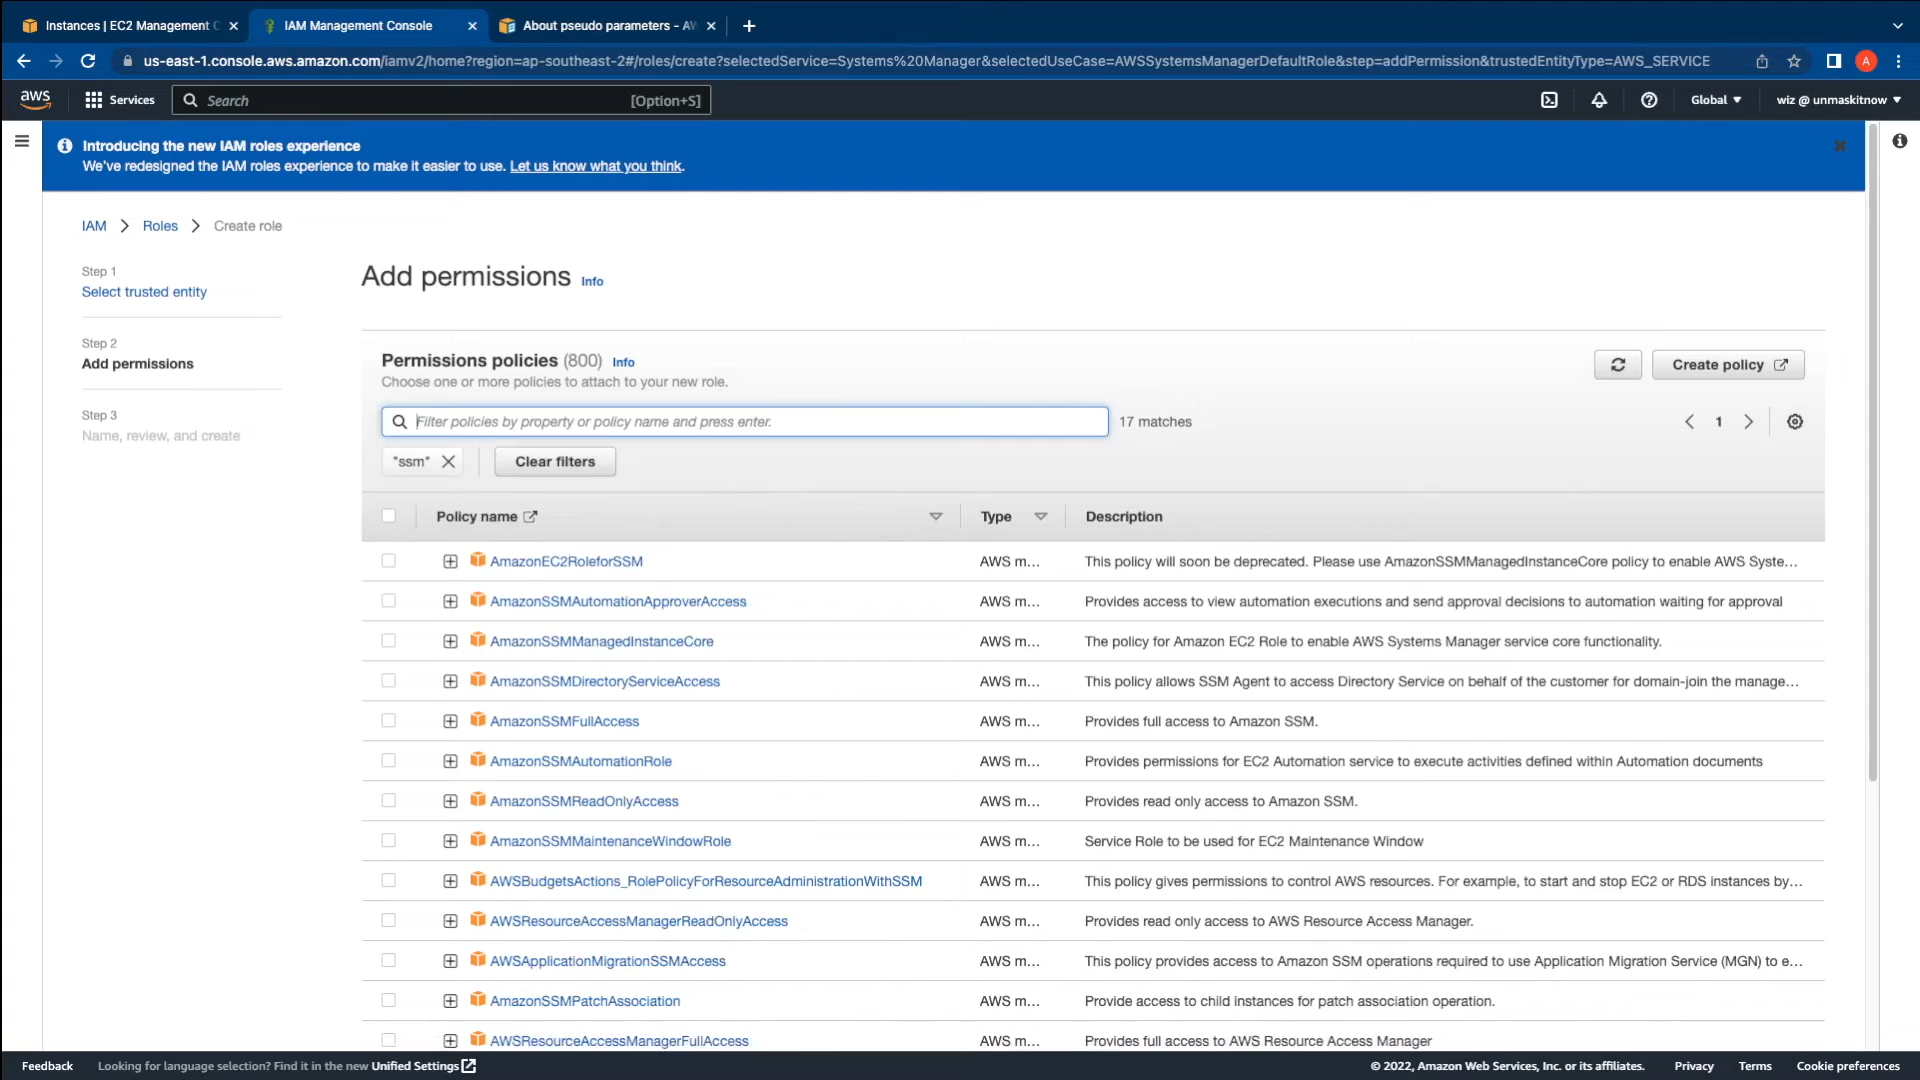 Instances | EC2 Management C
IAM Management Console
About pseudo parameters - AW
us-east-1.console.aws.amazon.com/iamv2/home?region=ap-southeast-2#/roles/create?selectedService=Systems%20Manager&selectedUseCase=AWSSystemsManagerDefaultRole&step=addPermission&trustedEntityType=AWS_SERVICE
A
aws
Services
Search
[Option+S]
Global
wiz @ unmaskitnow
Introducing the new IAM roles experience
We've redesigned the IAM roles experience to make it easier to use. Let us know what you think.
IAM
Roles
Create role
Step 1
Select trusted entity
Step 2
Add permissions
Step 3
Name, review, and create
Add permissions Info
Permissions policies (800) Info
Choose one or more policies to attach to your new role.
Create policy
Filter policies by property or policy name and press enter.
17 matches
1
"ssm"
Clear filters
Policy name
Type
Description
AmazonEC2RoleforSSM AWS m... This policy will soon be deprecated. Please use AmazonSSMManagedInstanceCore policy to enable AWS Syste...
AmazonSSMAutomationApproverAccess AWS m... Provides access to view automation executions and send approval decisions to automation waiting for approval
AmazonSSMManagedInstanceCore AWS m... The policy for Amazon EC2 Role to enable AWS Systems Manager service core functionality.
AmazonSSMDirectoryServiceAccess AWS m... This policy allows SSM Agent to access Directory Service on behalf of the customer for domain-join the manage...
AmazonSSMFullAccess AWS m... Provides full access to Amazon SSM.
AmazonSSMAutomationRole AWS m... Provides permissions for EC2 Automation service to execute activities defined within Automation documents
AmazonSSMReadOnlyAccess AWS m... Provides read only access to Amazon SSM.
AmazonSSMMaintenanceWindowRole AWS m... Service Role to be used for EC2 Maintenance Window
AWSBudgetsActions_RolePolicyForResourceAdministrationWithSSM AWS m... This policy gives permissions to control AWS resources. For example, to start and stop EC2 or RDS instances by...
AWSResourceAccessManagerReadOnlyAccess AWS m... Provides read only access to AWS Resource Access Manager.
AWSApplicationMigrationSSMAccess AWS m... This policy provides access to Amazon SSM operations required to use Application Migration Service (MGN) to e...
AmazonSSMPatchAssociation AWS m... Provide access to child instances for patch association operation.
AWSResourceAccessManagerFullAccess AWS m... Provides full access to AWS Resource Access Manager
Feedback
Looking for language selection? Find it in the new Unified Settings
© 2022, Amazon Web Services, Inc. or its affiliates.
Privacy
Terms
Cookie preferences